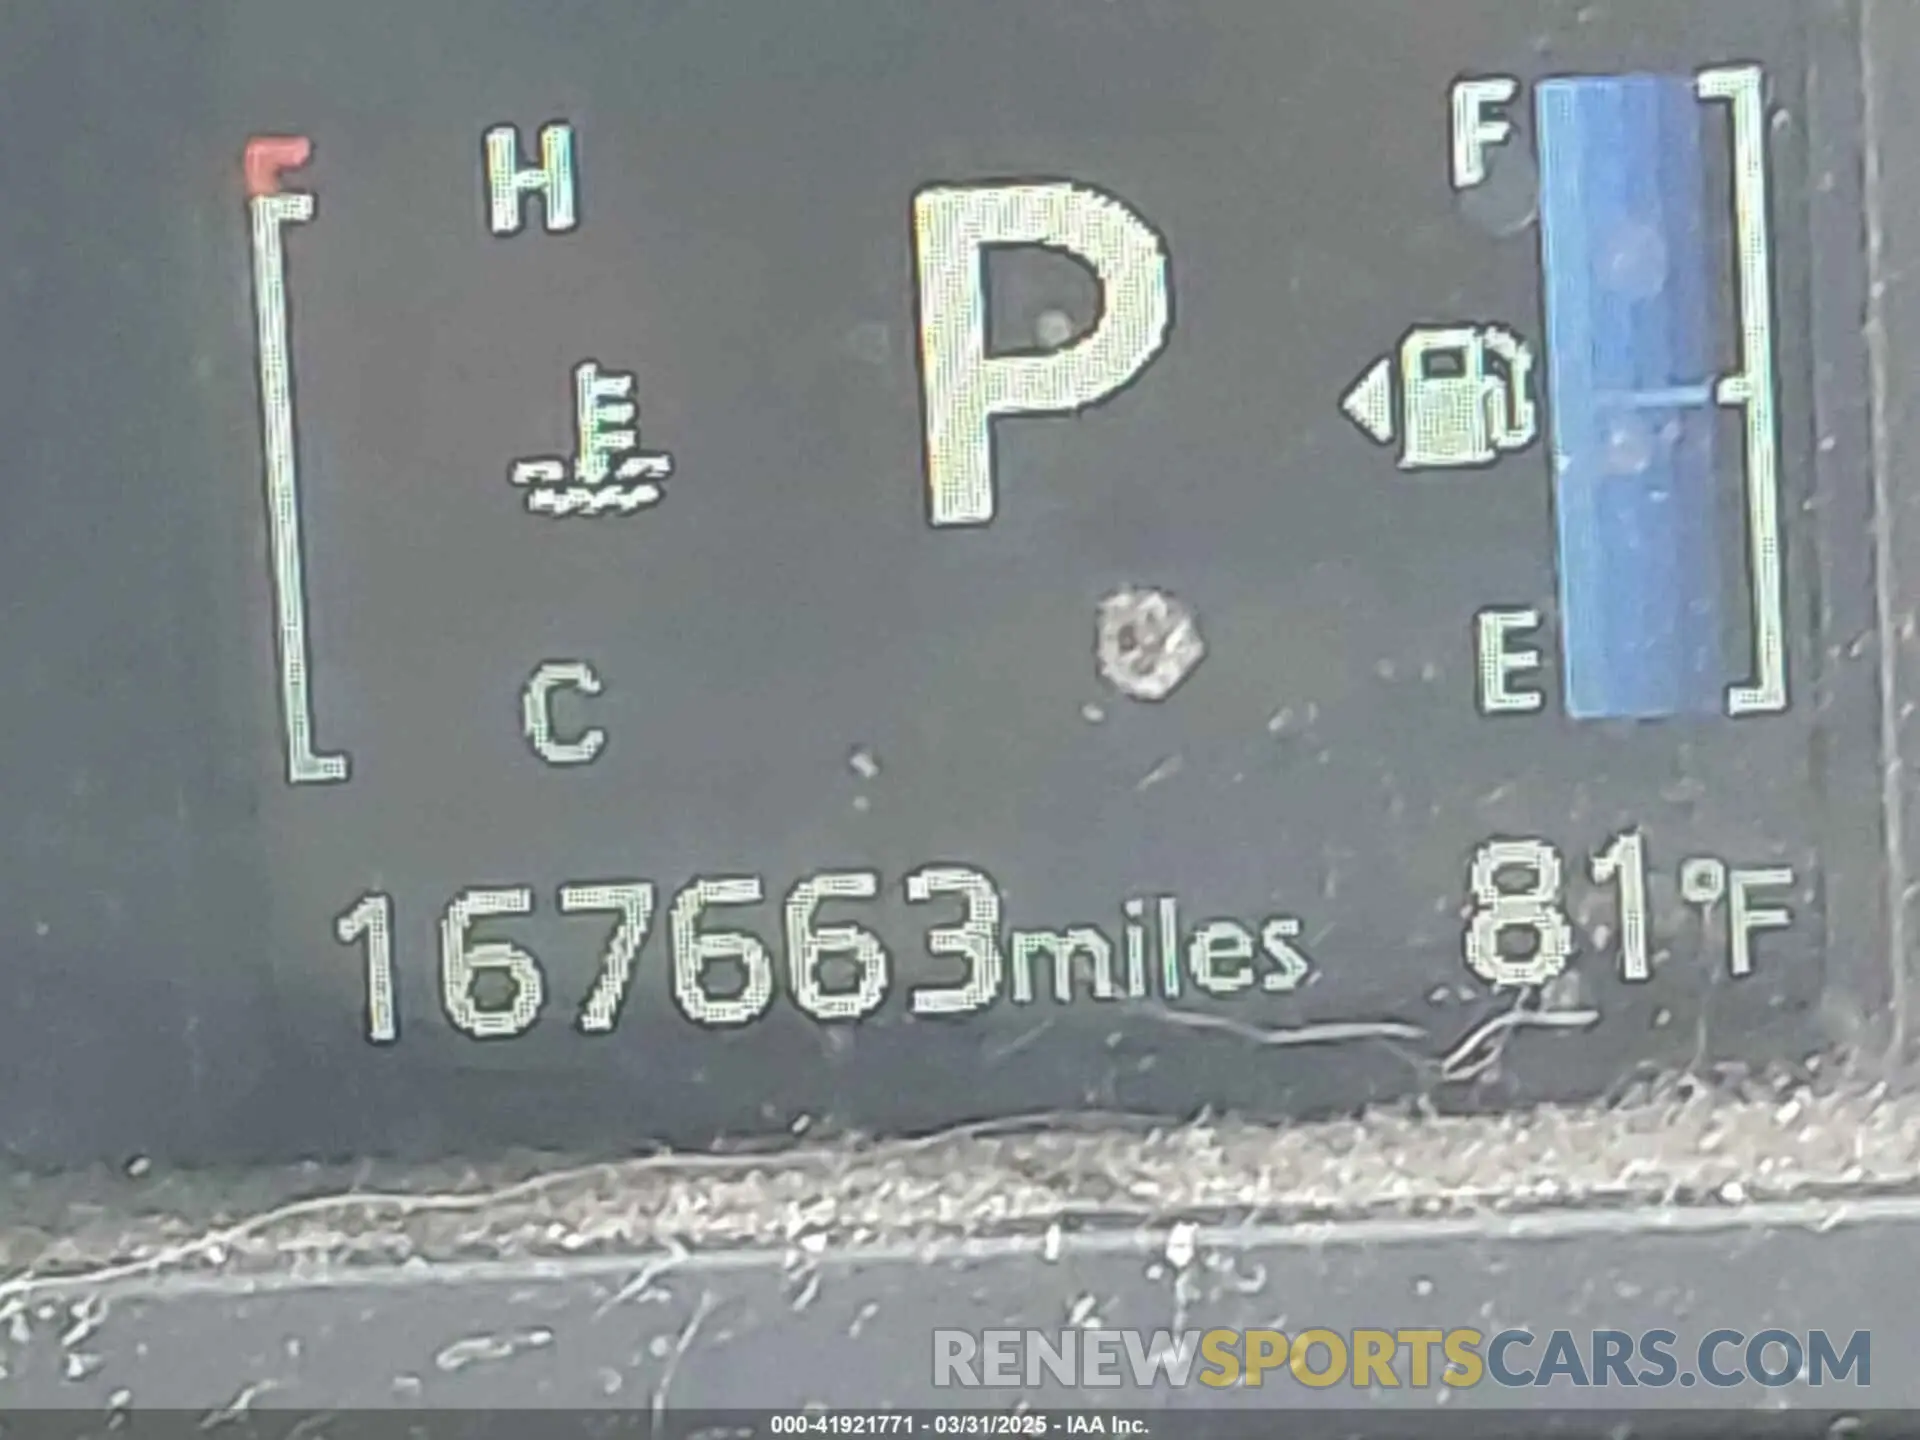 H F
P
C E
167663miles 81°F
RENEWSPORTSCARS.COM
000-41921771 - 03/31/2025 - IAA Inc.